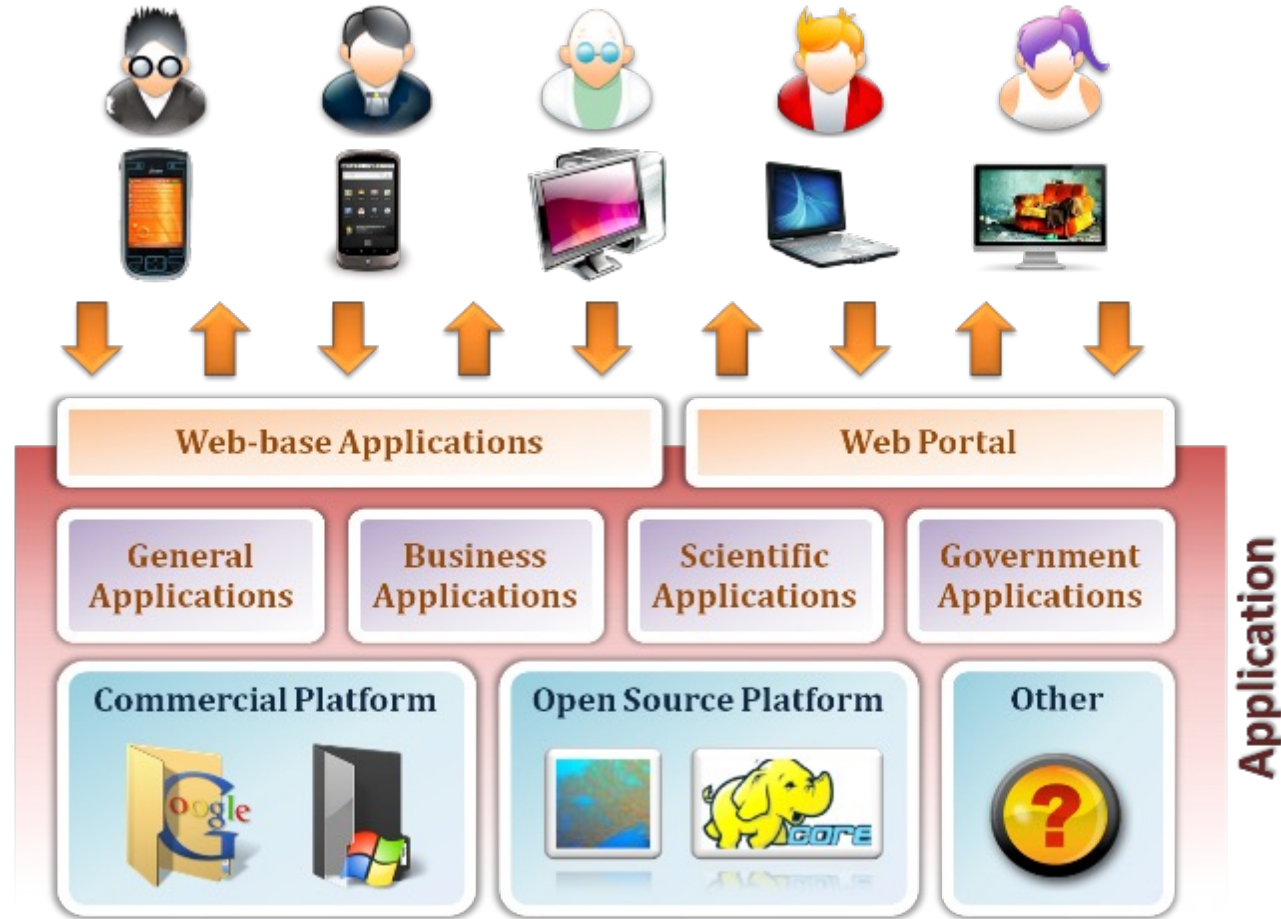 Web-base Applications
Web Portal
General
Applications
Business
Applications
Scientific
Applications
Government
Applications
Application
Commercial Platform
Open Source Platform
Other
Google
CORE
?